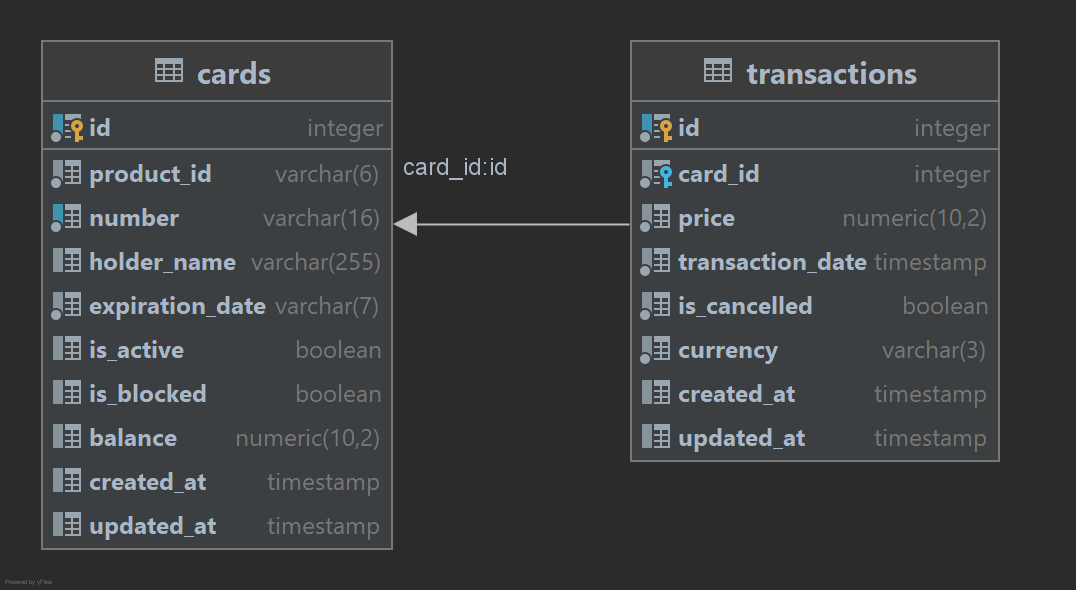 cards
id integer
product_id varchar(6)
number varchar(16)
holder_name varchar(255)
expiration_date varchar(7)
is_active boolean
is_blocked boolean
balance numeric(10,2)
created_at timestamp
updated_at timestamp
card_id:id
transactions
id integer
card_id integer
price numeric(10,2)
transaction_date timestamp
is_cancelled boolean
currency varchar(3)
created_at timestamp
updated_at timestamp
Powered by yFiles